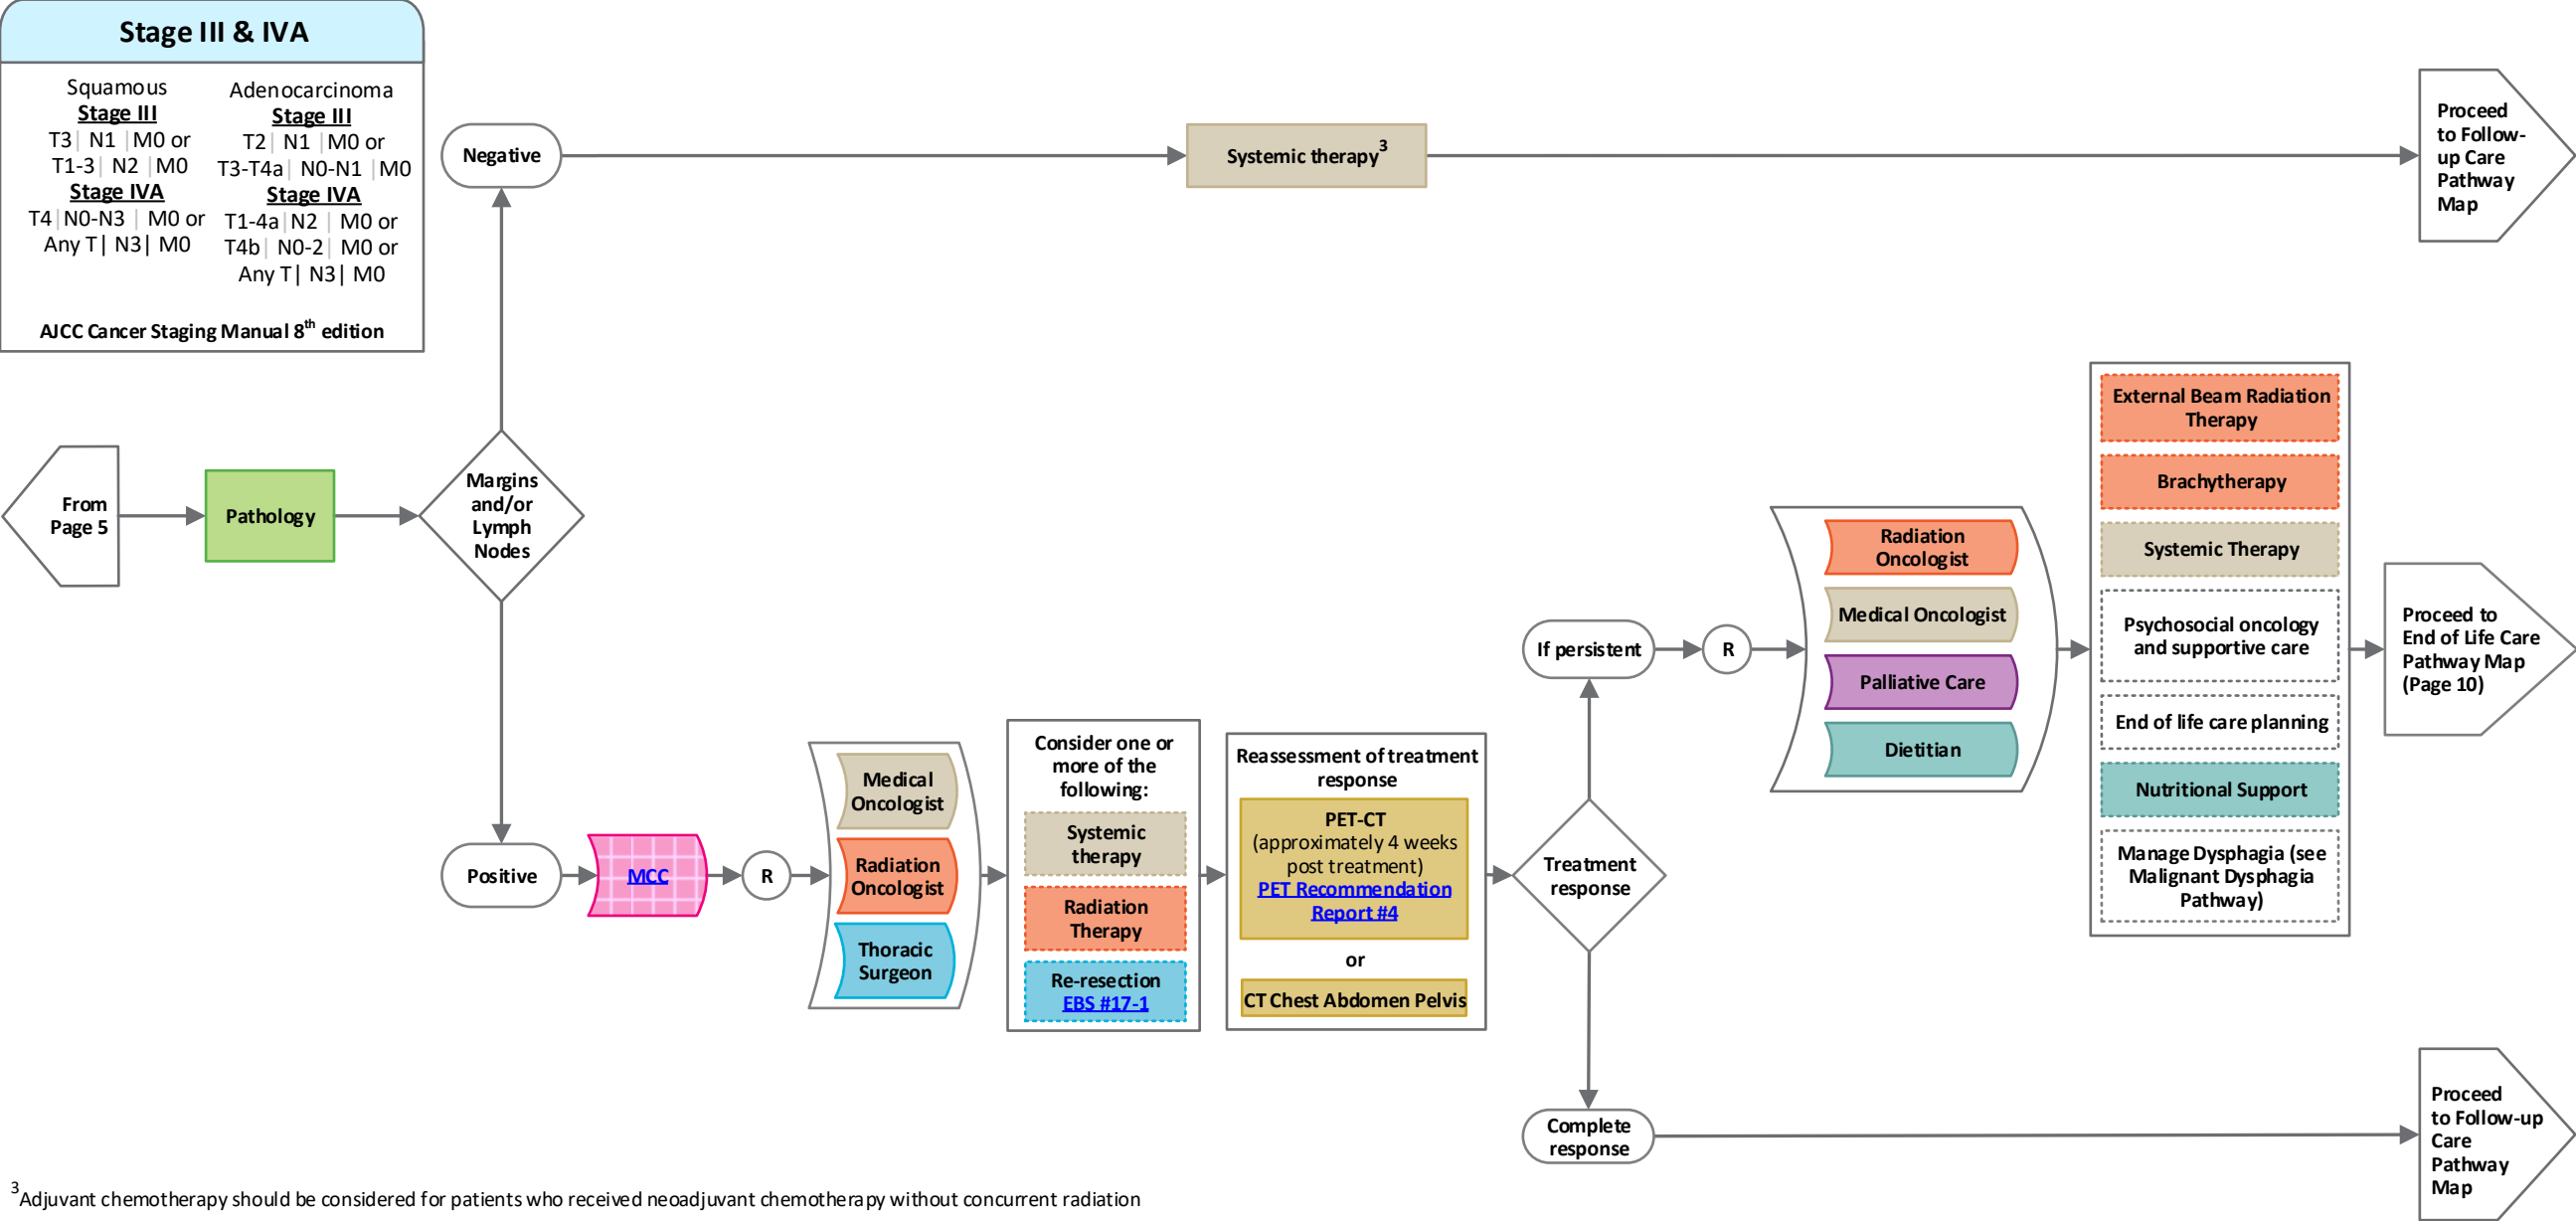 Stage III & IVA
Squamous
Stage III
T3| N1 |M0 or
T1-3| N2 |M0
Stage IVA
T4|N0-N3 | M0 or
Any T| N3| M0
Adenocarcinoma
Stage III
T2| N1 |M0 or
T3-T4a| N0-N1 |M0
Stage IVA
T1-4a|N2 | M0 or
T4b| N0-2| M0 or
Any T| N3| M0
AJCC Cancer Staging Manual 8th edition
From
Page 5
Pathology
Margins
and/or
Lymph
Nodes
Negative
Systemic therapy3
Proceed
to Follow-
up Care
Pathway
Map
Positive
MCC
R
Medical
Oncologist
Radiation
Oncologist
Thoracic
Surgeon
Consider one or
more of the
following:
Systemic
therapy
Radiation
Therapy
Re-resection
EBS #17-1
Reassessment of treatment
response
PET-CT
(approximately 4 weeks
post treatment)
PET Recommendation
Report #4
or
CT Chest Abdomen Pelvis
Treatment
response
If persistent
R
Radiation
Oncologist
Medical Oncologist
Palliative Care
Dietitian
External Beam Radiation
Therapy
Brachytherapy
Systemic Therapy
Psychosocial oncology
and supportive care
End of life care planning
Nutritional Support
Manage Dysphagia (see
Malignant Dysphagia
Pathway)
Proceed to
End of Life Care
Pathway Map
(Page 10)
Complete
response
Proceed
to Follow-up
Care
Pathway
Map
3Adjuvant chemotherapy should be considered for patients who received neoadjuvant chemotherapy without concurrent radiation